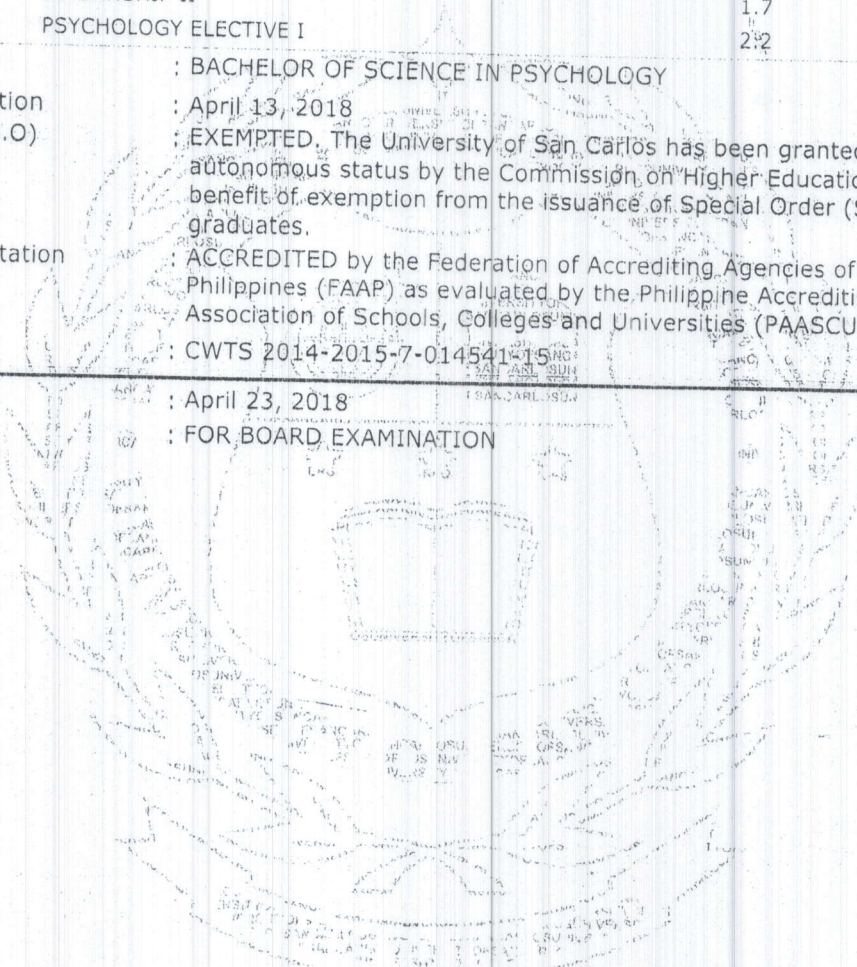 1.7
PSYCHOLOGY ELECTIVE I 2.2
: BACHELOR OF SCIENCE IN PSYCHOLOGY
tion : April 13, 2018
.O) : EXEMPTED. The University of San Carlos has been granted
autonomous status by the Commission on Higher Educatio
benefit of exemption from the issuance of Special Order (S
graduates.
tation : ACCREDITED by the Federation of Accrediting Agencies of
Philippines (FAAP) as evaluated by the Philippine Accrediti
Association of Schools, Colleges and Universities (PAASCU
: CWTS 2014-2015-7-014541-15
: April 23, 2018
: FOR BOARD EXAMINATION